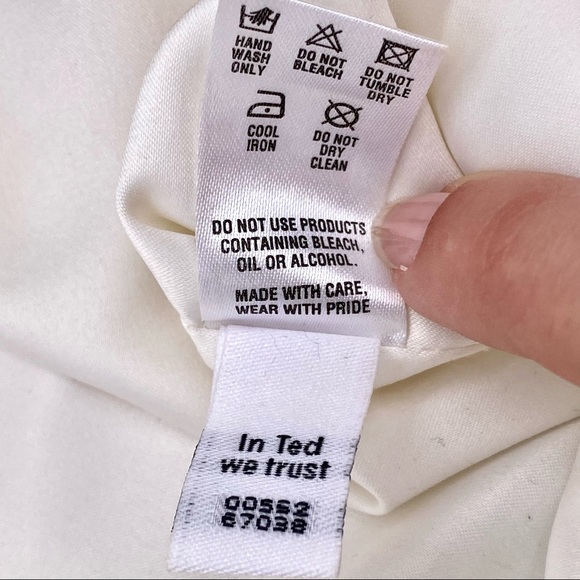 HAND
WASH
ONLY
DO NOT
BLEACH
DO NOT
TUMBLE
DRY
COOL
IRON
DO NOT
DRY
CLEAN
DO NOT USE PRODUCTS
CONTAINING BLEACH,
OIL OR ALCOHOL.
MADE WITH CARE,
WEAR WITH PRIDE
In Ted
we trust
00552
67038